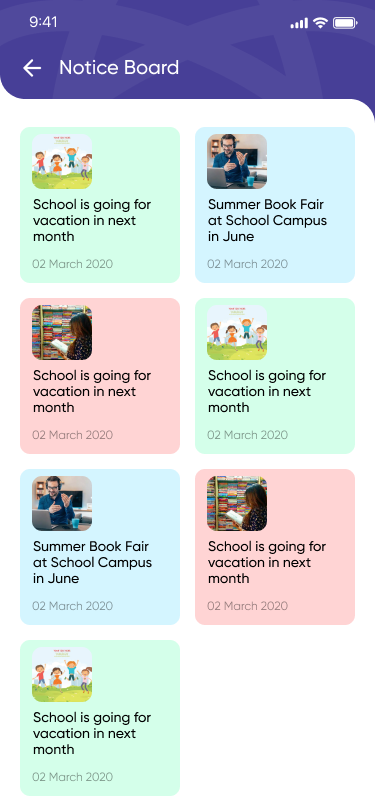 9:41
Notice Board
School is going for
vacation in next
month
02 March 2020
Summer Book Fair
at School Campus
in June
02 March 2020
School is going for
vacation in next
month
02 March 2020
School is going for
vacation in next
month
02 March 2020
Summer Book Fair
at School Campus
in June
02 March 2020
School is going for
vacation in next
month
02 March 2020
School is going for
vacation in next
month
02 March 2020